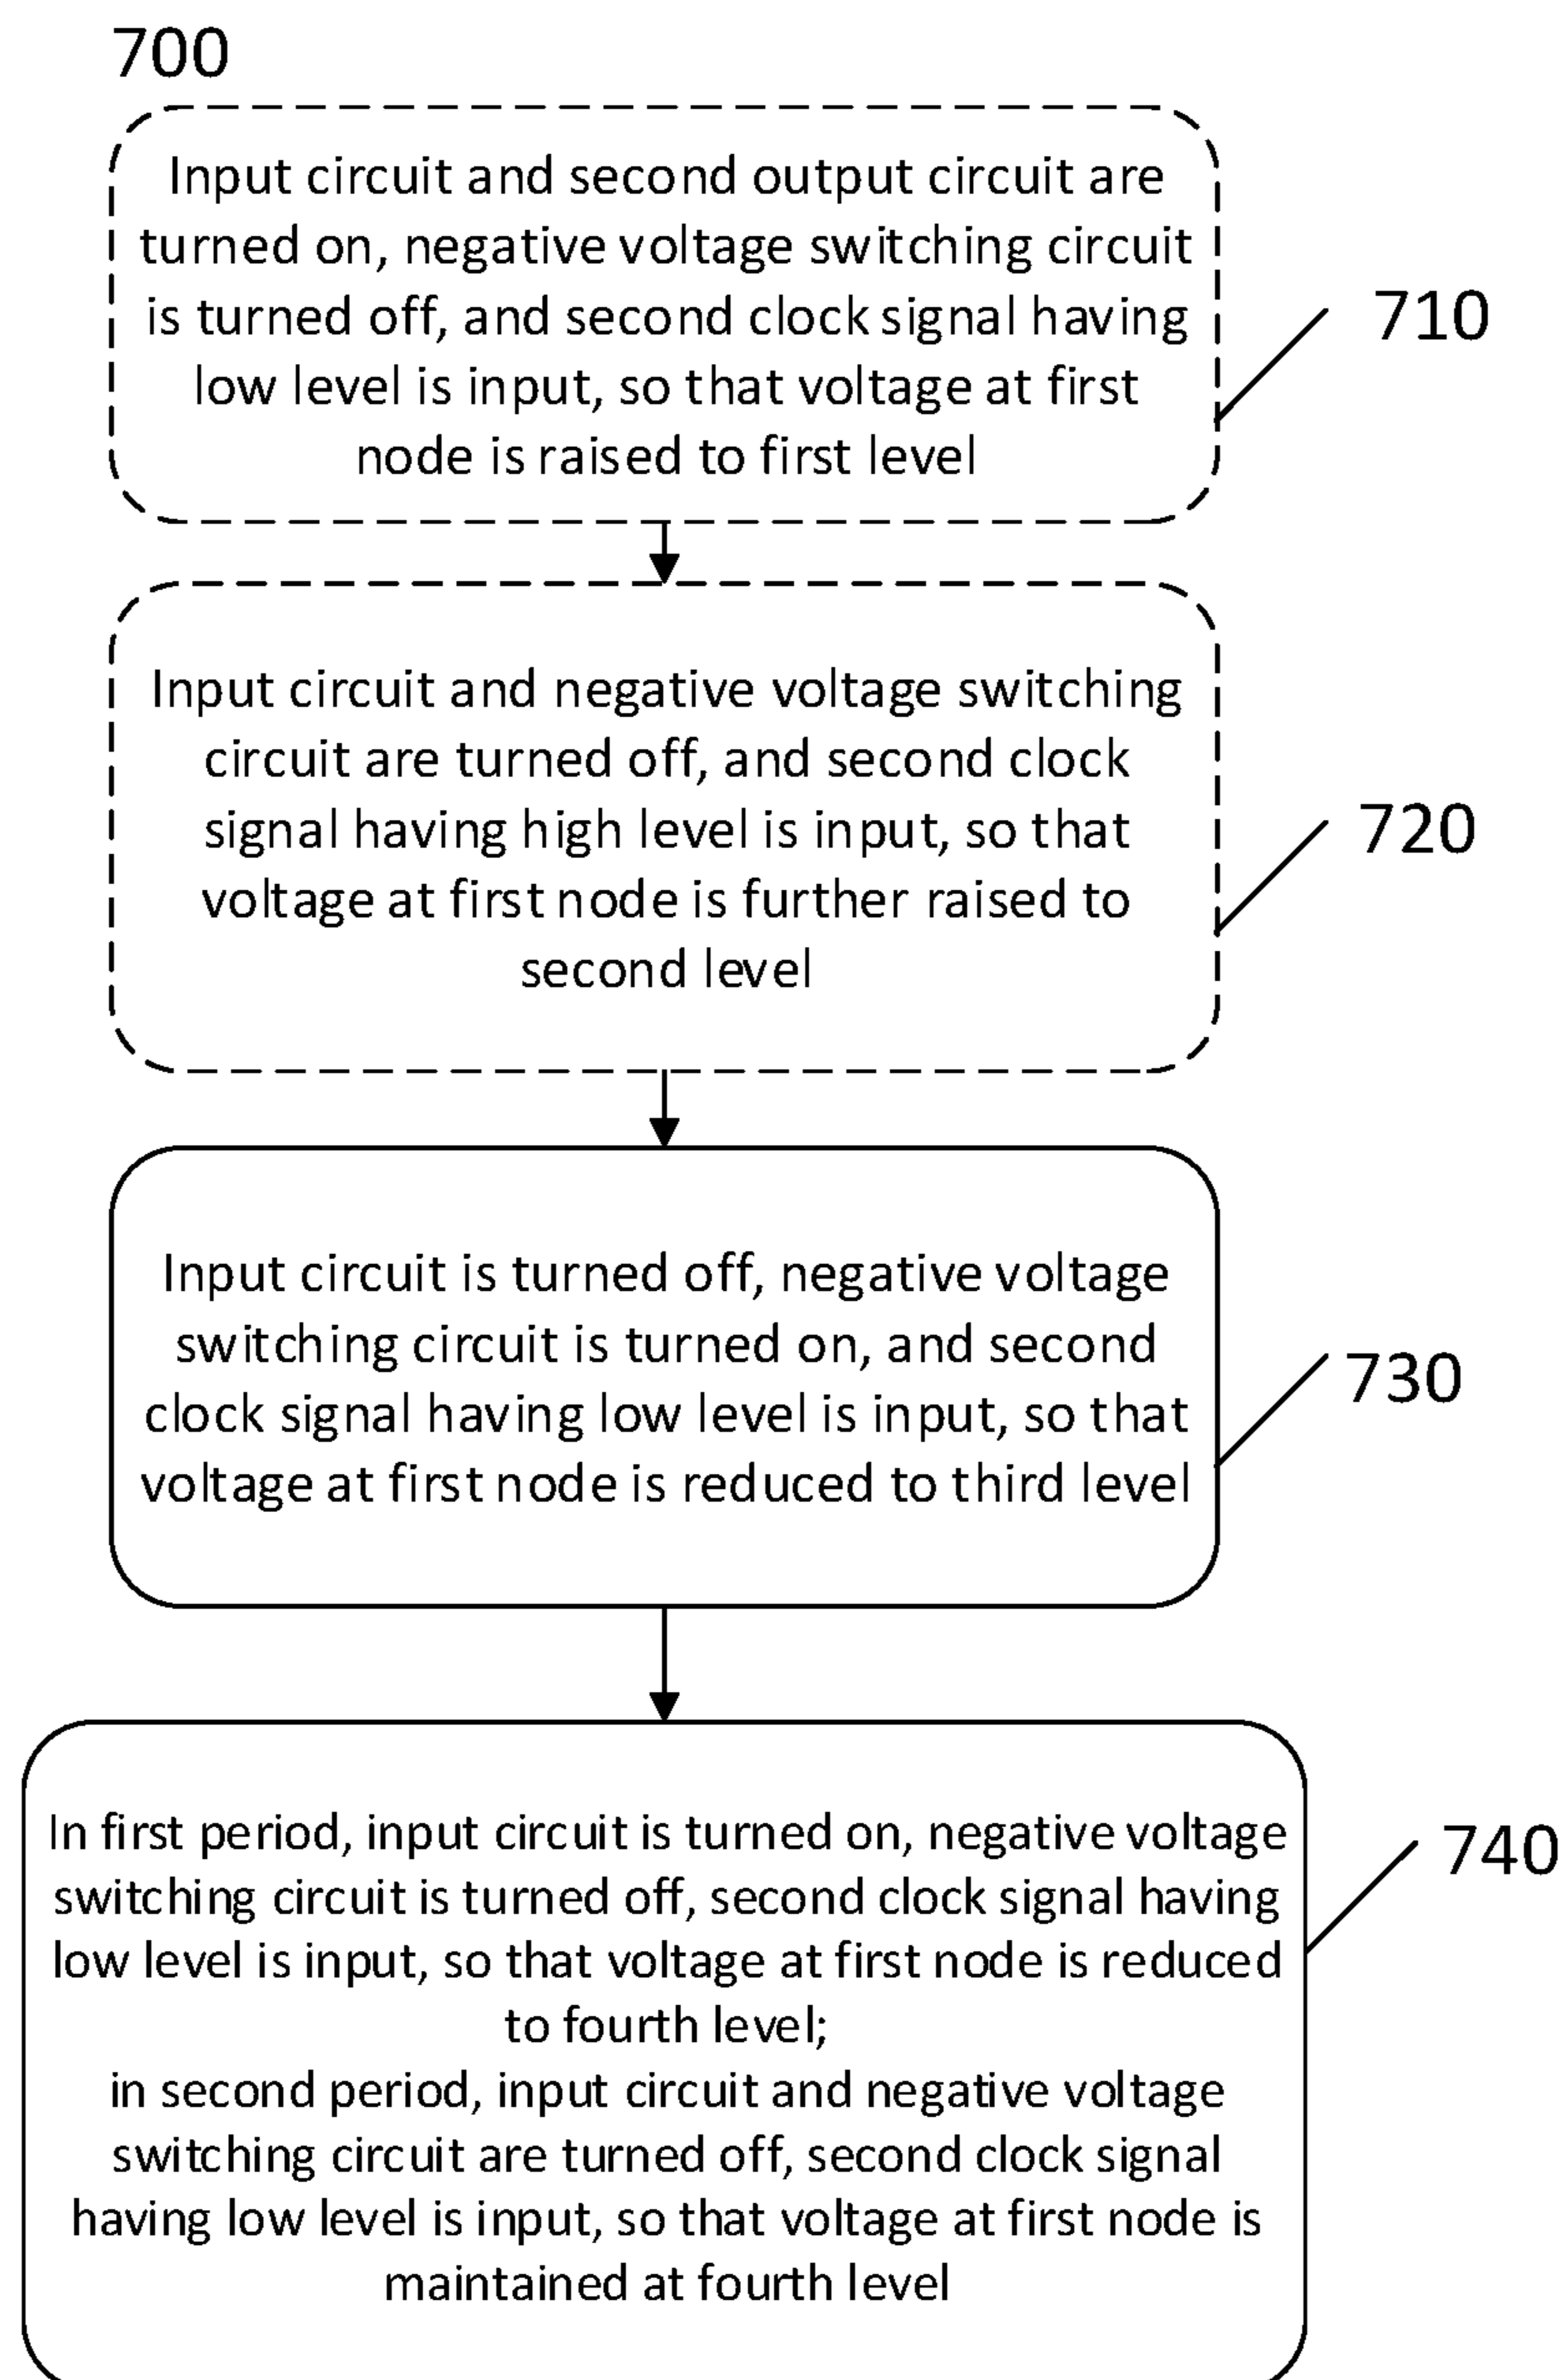 700
Input circuit and second output circuit are
turned on, negative voltage switching circuit
is turned off, and second clock signal having
low level is input, so that voltage at first
node is raised to first level
710
Input circuit and negative voltage switching
circuit are turned off, and second clock
signal having high level is input, so that
voltage at first node is further raised to
second level
720
Input circuit is turned off, negative voltage
switching circuit is turned on, and second
clock signal having low level is input, so that
voltage at first node is reduced to third level
730
In first period, input circuit is turned on, negative voltage
switching circuit is turned off, second clock signal having
low level is input, so that voltage at first node is reduced
to fourth level;
in second period, input circuit and negative voltage
switching circuit are turned off, second clock signal
having low level is input, so that voltage at first node is
maintained at fourth level
740